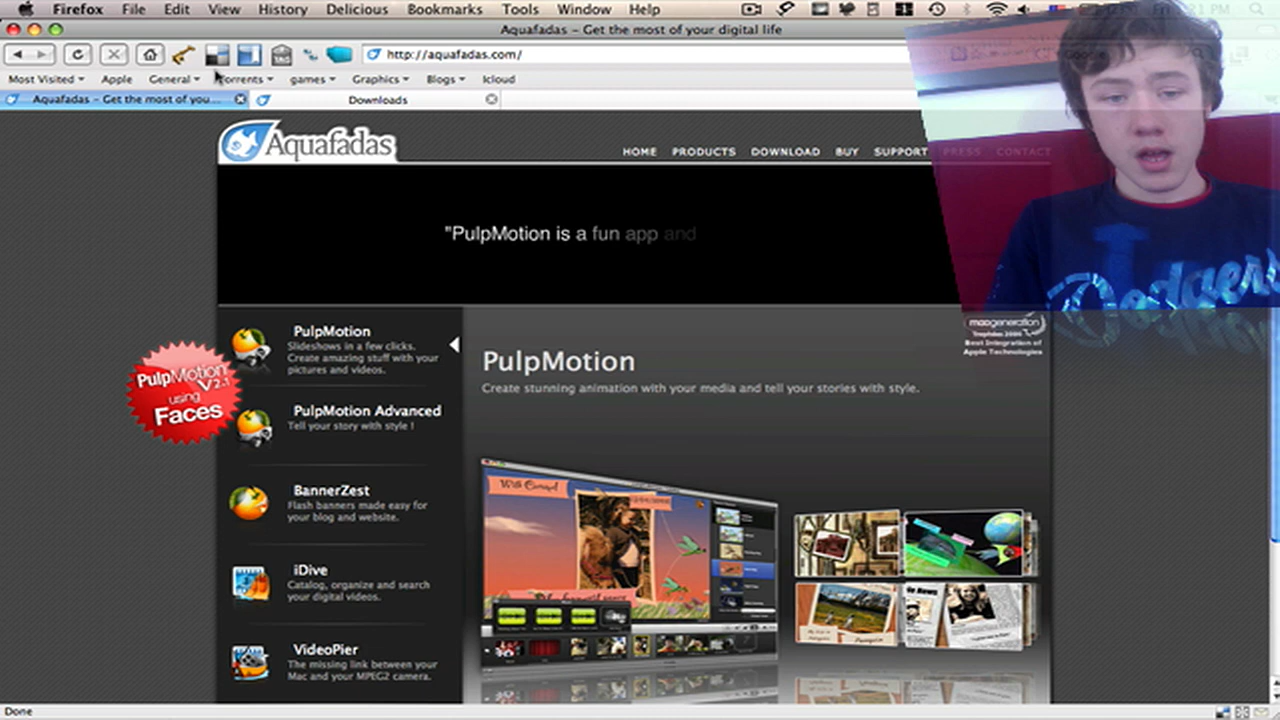 Firefox File Edit View History Delicious Bookmarks Tools Window Help
Aquafadas – Get the most of your digital life
http://aquafadas.com/
Most Visited Apple General Torrents games Graphics Blogs Icloud
Aquafadas – Get the most of you... Downloads
Aquafadas
HOME PRODUCTS DOWNLOAD BUY SUPPORT PRESS CONTACT
"PulpMotion is a fun app and
PulpMotion
Slideshows in a few clicks.
Create amazing stuff with your
pictures and videos.
PulpMotion Advanced
Tell your story with style !
BannerZest
Flash banners made easy for
your blog and website.
iDive
Catalog, organize and search
your digital videos.
VideoPier
The missing link between your
Mac and your MPEG2 camera.
PulpMotion
V 2.1
using
Faces
PulpMotion
Create stunning animation with your media and tell your stories with style.
macgeneration
Best Integration of
Apple Technologies
Dodgers
Done